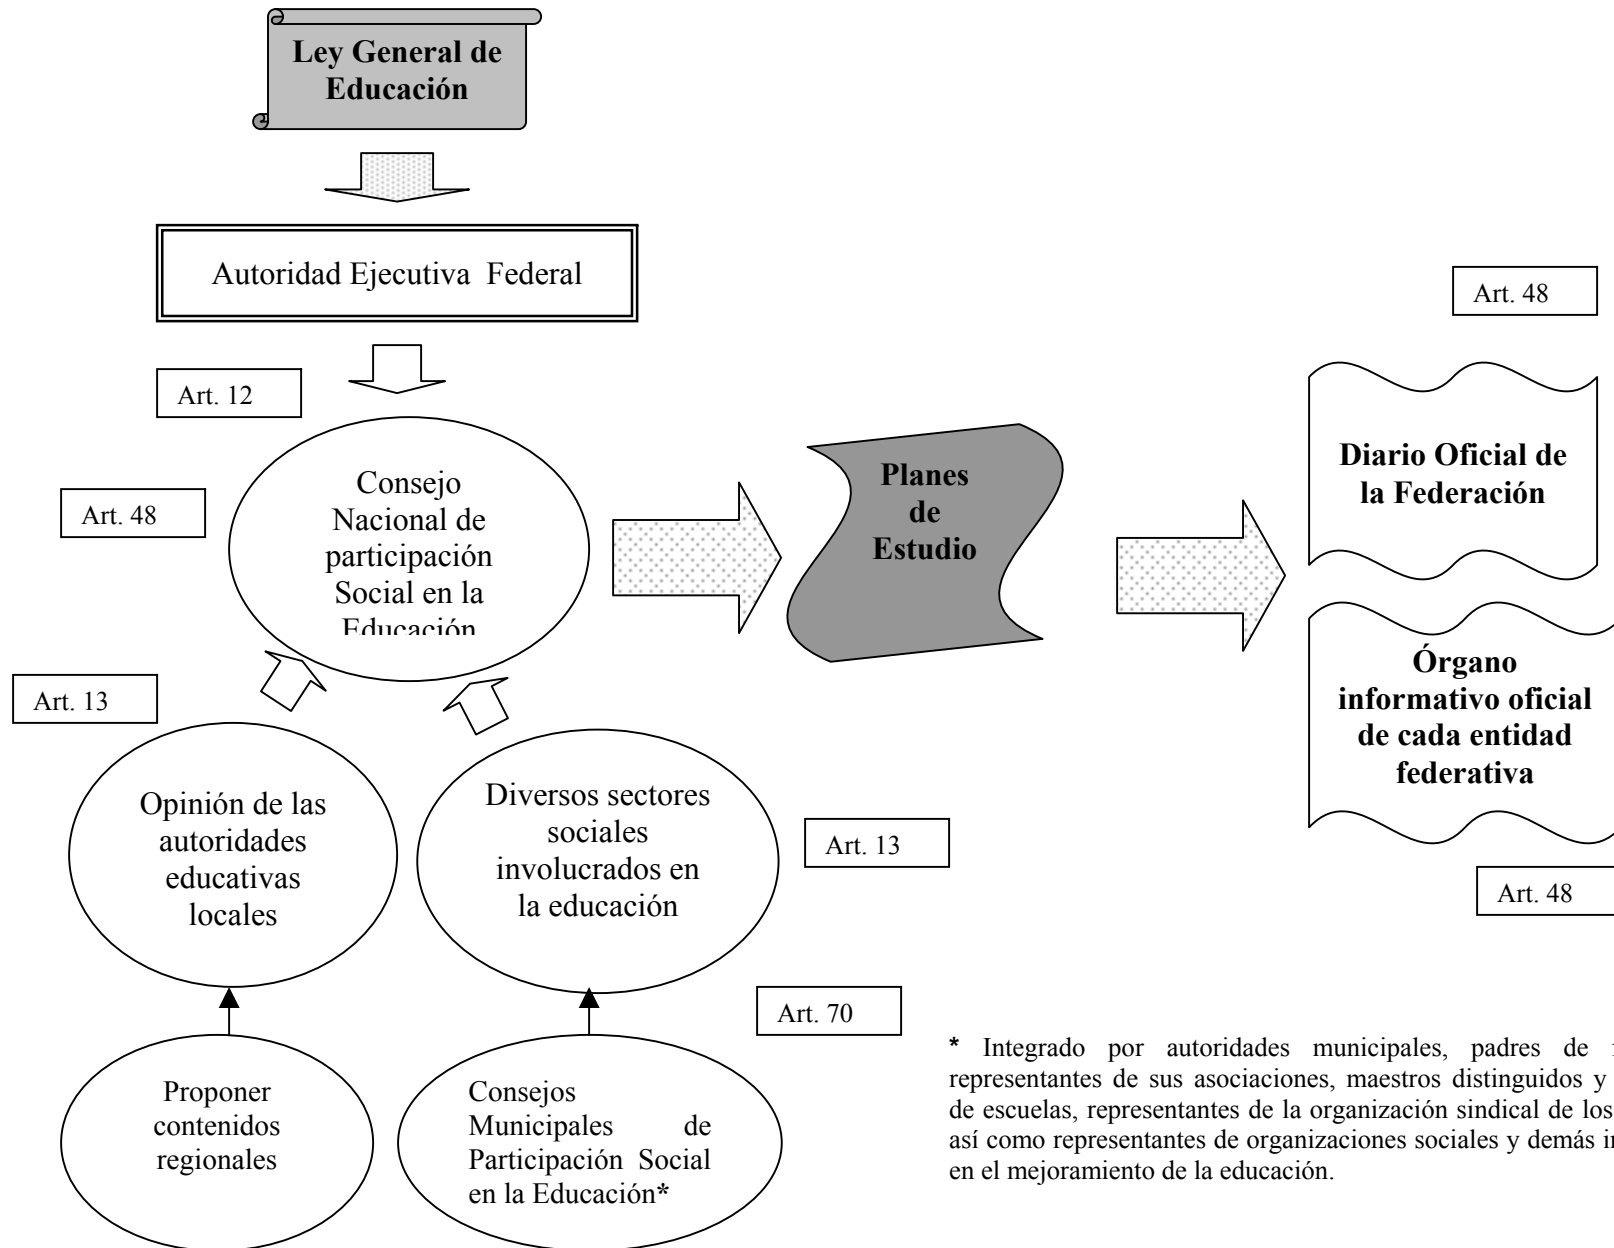 Ley General de
Educación
Autoridad Ejecutiva Federal
Art. 12
Art. 48
Consejo
Nacional de
participación
Social en la
Educación
Planes
de
Estudio
Art. 48
Diario Oficial de
la Federación
Órgano
informativo oficial
de cada entidad
federativa
Art. 48
Art. 13
Opinión de las
autoridades
educativas
locales
Diversos sectores
sociales
involucrados en
la educación
Art. 13
Art. 70
Proponer
contenidos
regionales
Consejos
Municipales de
Participación Social
en la Educación*
* Integrado por autoridades municipales, padres de
representantes de sus asociaciones, maestros distinguidos y
de escuelas, representantes de la organización sindical de los
así como representantes de organizaciones sociales y demás
en el mejoramiento de la educación.